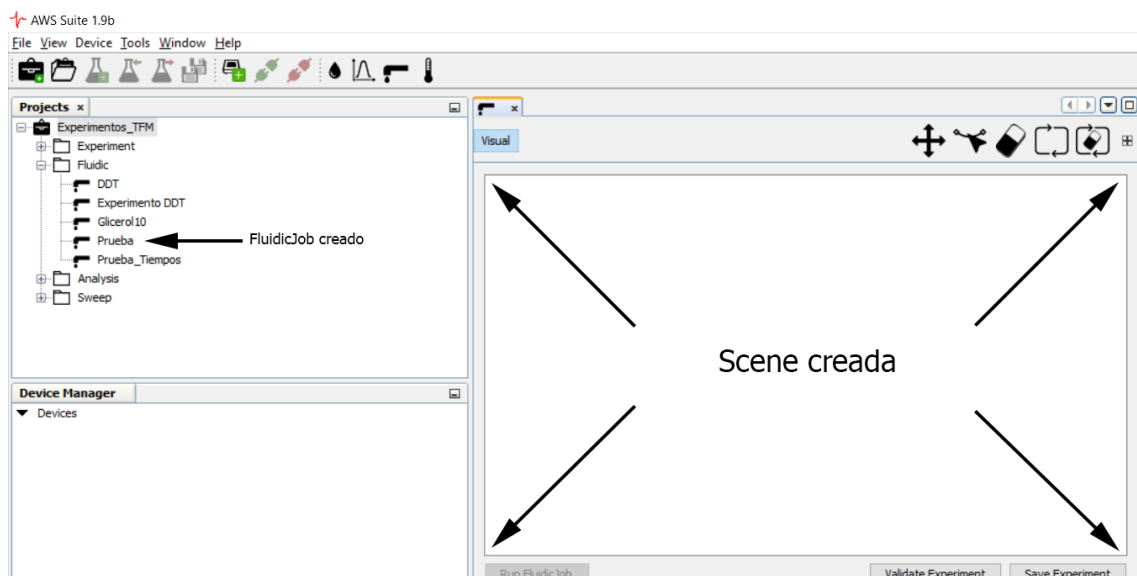 AWS Suite 1.9b
File View Device Tools Window Help
Projects
Experimentos_TFM
Experiment
Fluidic
DDT
Experimento DDT
Glicerol10
Prueba
FluidicJob creado
Prueba_Tiempos
Analysis
Sweep
Device Manager
Devices
Visual
Scene creada
Run FluidicJob
Validate Experiment
Save Experiment